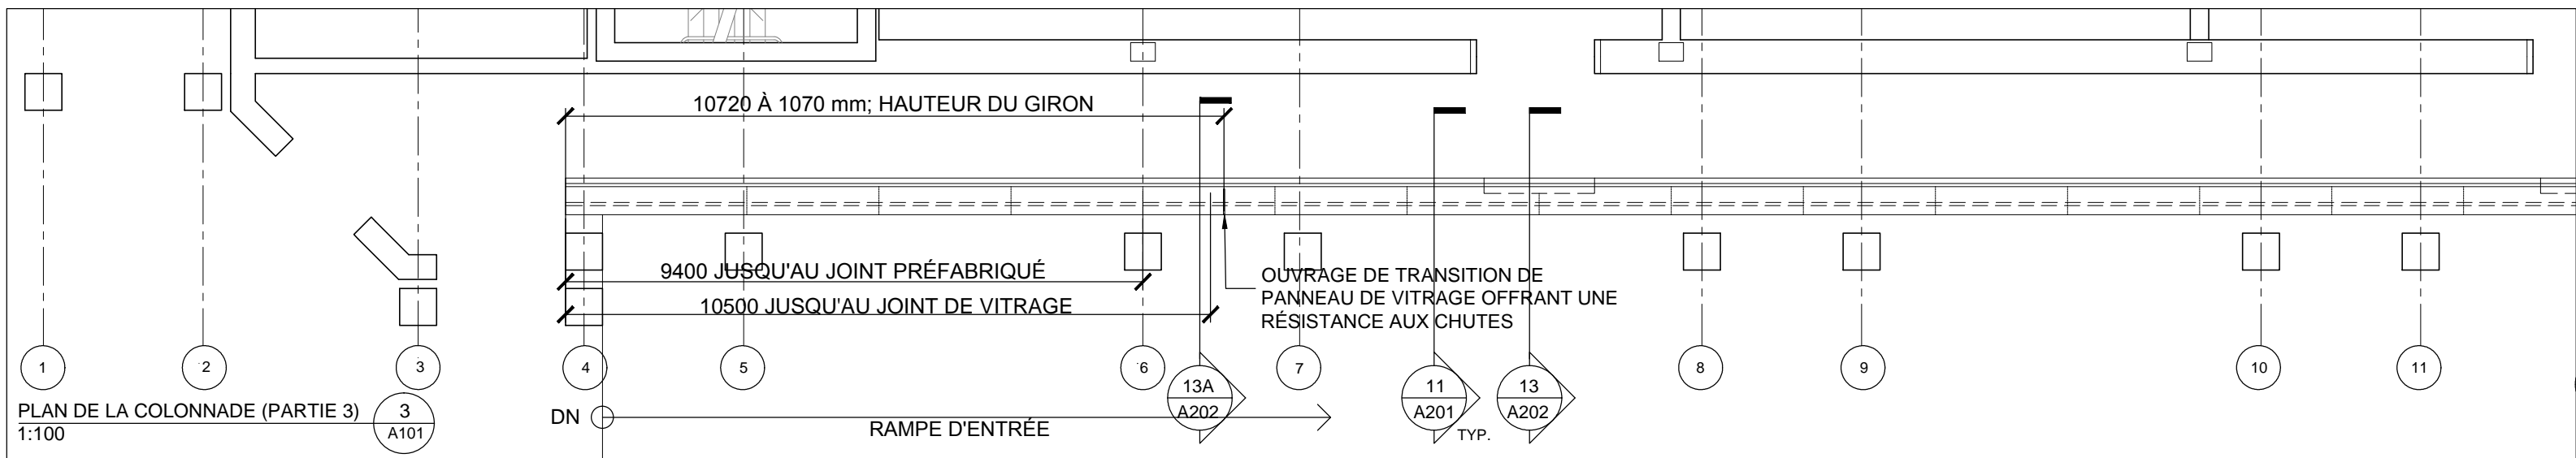 10720 À 1070 mm; HAUTEUR DU GIRON
9400 JUSQU'AU JOINT PRÉFABRIQUÉ
10500 JUSQU'AU JOINT DE VITRAGE
OUVRAGE DE TRANSITION DE
PANNEAU DE VITRAGE OFFRANT UNE
RÉSISTANCE AUX CHUTES
1
2
3
4
5
6
7
8
9
10
11
13A
A202
11
A201
TYP.
13
A202
PLAN DE LA COLONNADE (PARTIE 3)
1:100
3
A101
DN
RAMPE D'ENTRÉE